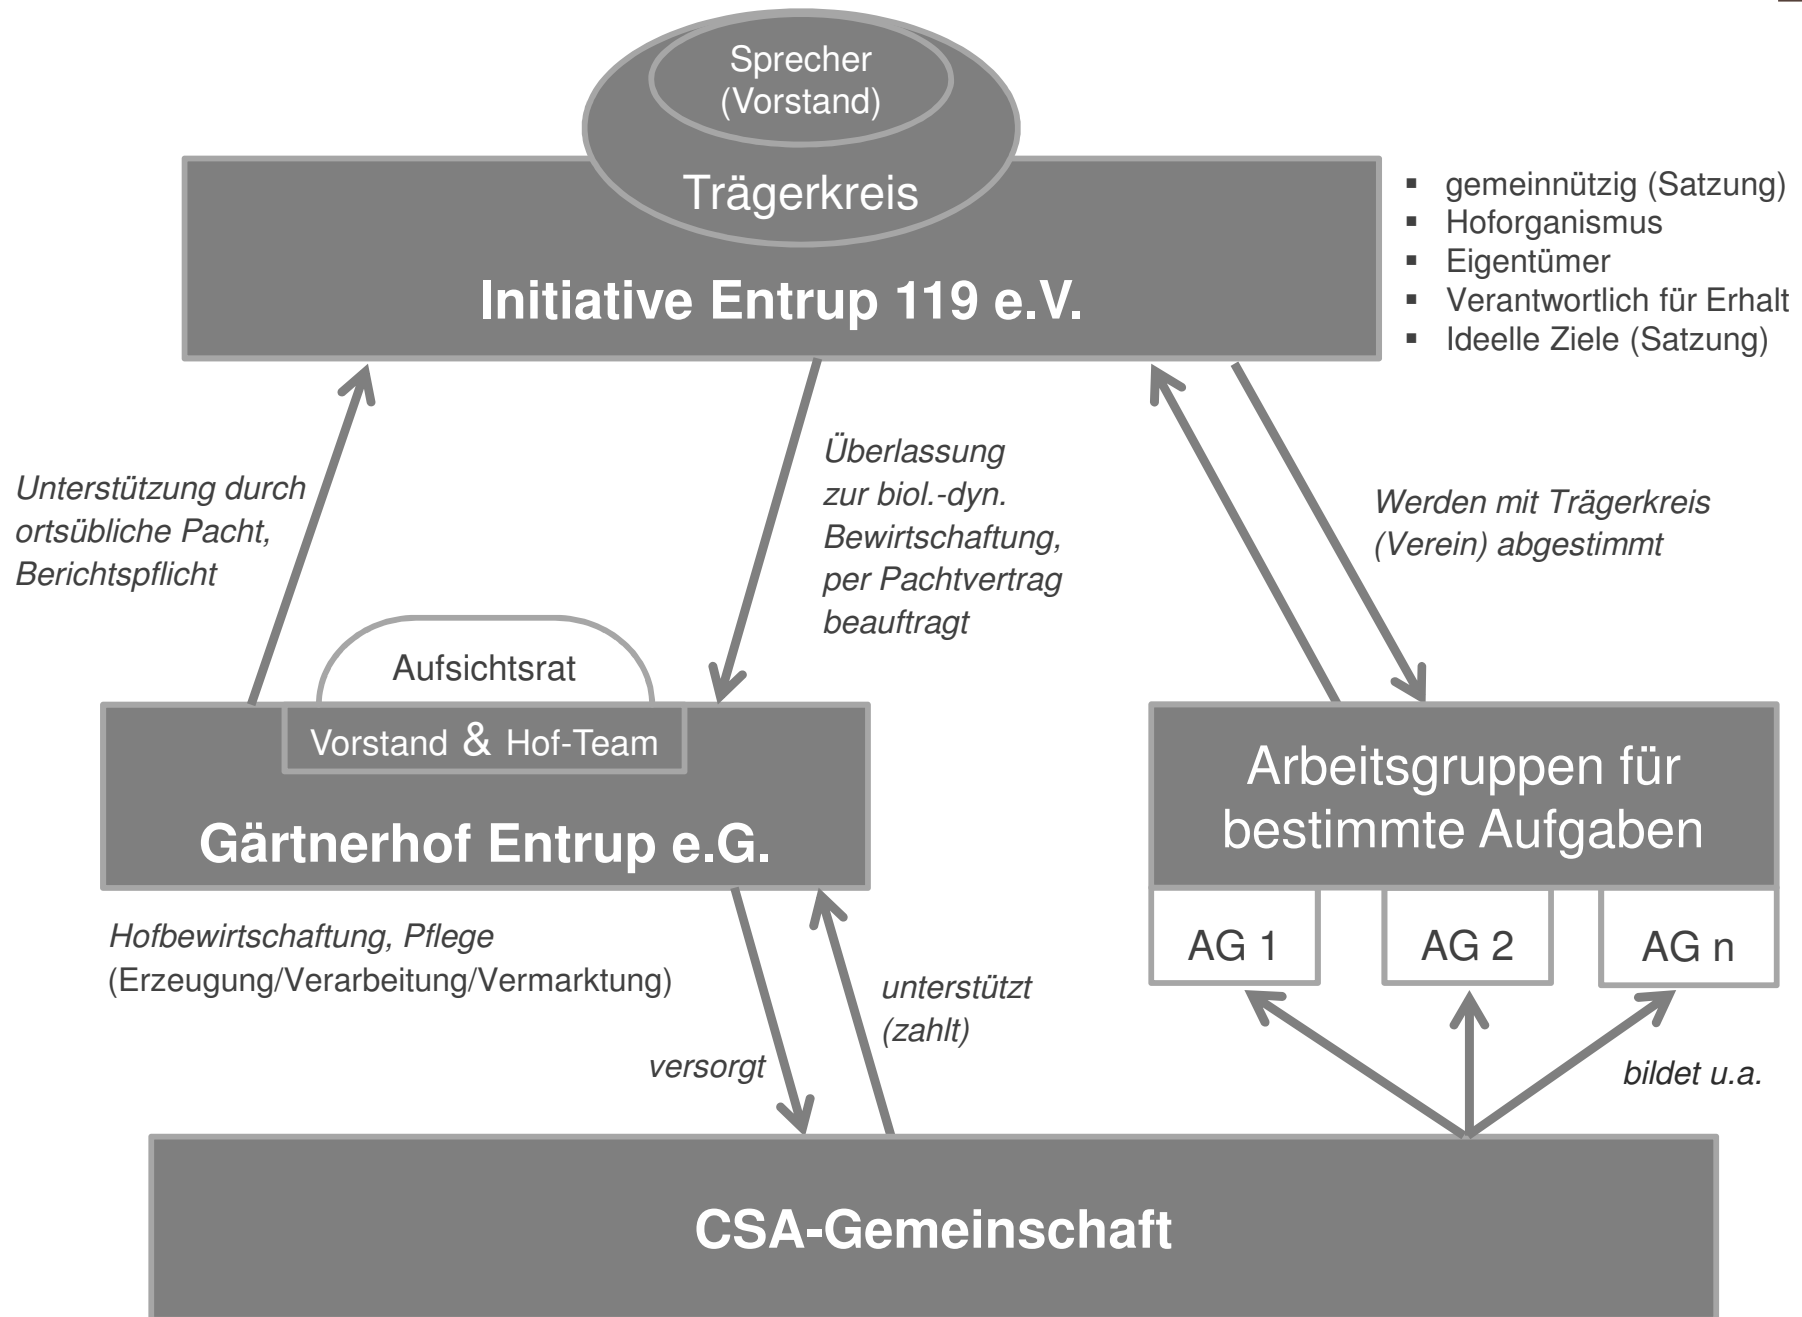 Sprecher
(Vorstand)
Trägerkreis
Initiative Entrup 119 e.V.
▪ gemeinnützig (Satzung)
▪ Hoforganismus
▪ Eigentümer
▪ Verantwortlich für Erhalt
▪ Ideelle Ziele (Satzung)
Unterstützung durch
ortsübliche Pacht,
Berichtspflicht
Überlassung
zur biol.-dyn.
Bewirtschaftung,
per Pachtvertrag
beauftragt
Werden mit Trägerkreis
(Verein) abgestimmt
Aufsichtsrat
Vorstand & Hof-Team
Gärtnerhof Entrup e.G.
Arbeitsgruppen für
bestimmte Aufgaben
AG 1
AG 2
AG n
Hofbewirtschaftung, Pflege
(Erzeugung/Verarbeitung/Vermarktung)
versorgt
unterstützt
(zahlt)
bildet u.a.
CSA-Gemeinschaft